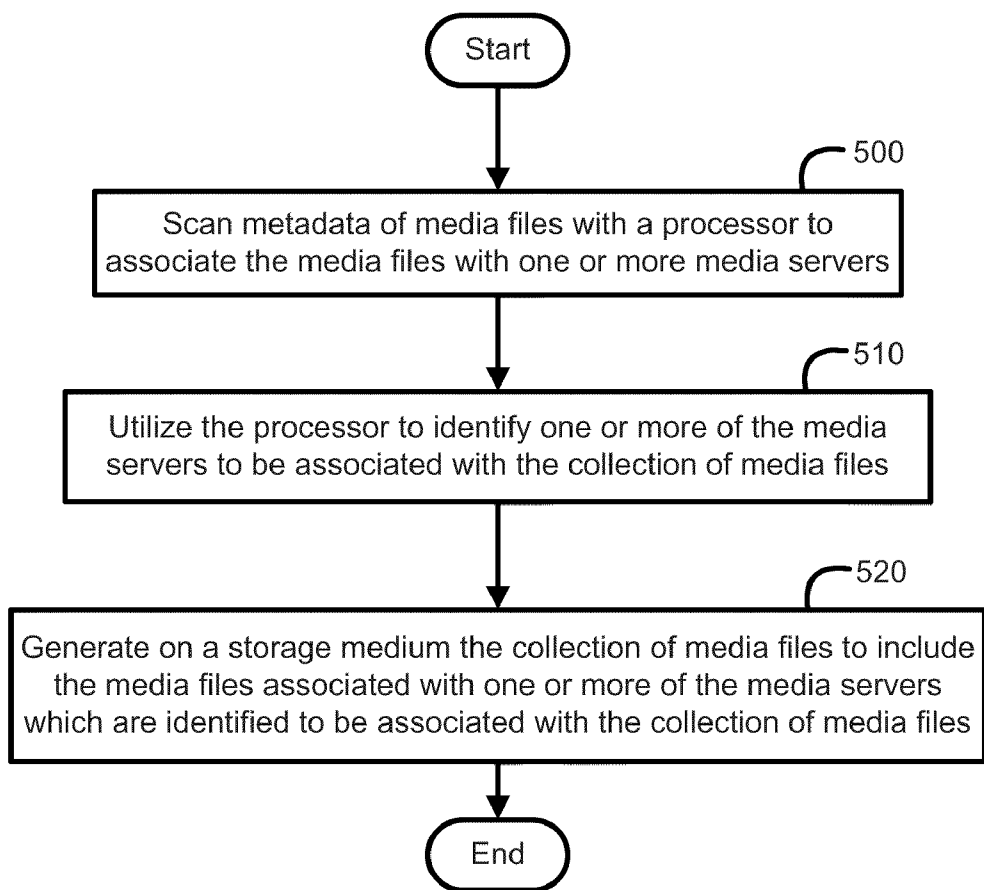 Start
500
Scan metadata of media files with a processor to
associate the media files with one or more media servers
510
Utilize the processor to identify one or more of the media
servers to be associated with the collection of media files
520
Generate on a storage medium the collection of media files to include
the media files associated with one or more of the media servers
which are identified to be associated with the collection of media files
End